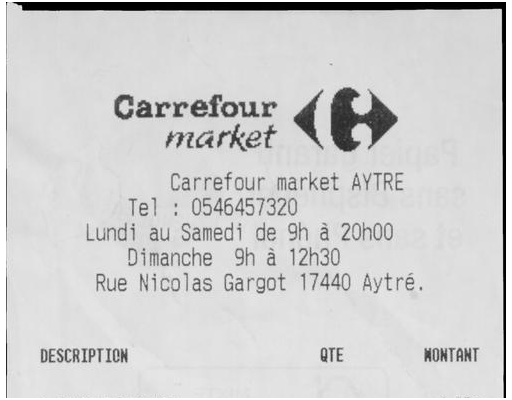 Carrefour
market
Carrefour market AYTRE
Tel : 0546457320
Lundi au Samedi de 9h à 20h00
Dimanche 9h à 12h30
Rue Nicolas Gargot 17440 Aytré.
DESCRIPTION QTE MONTANT